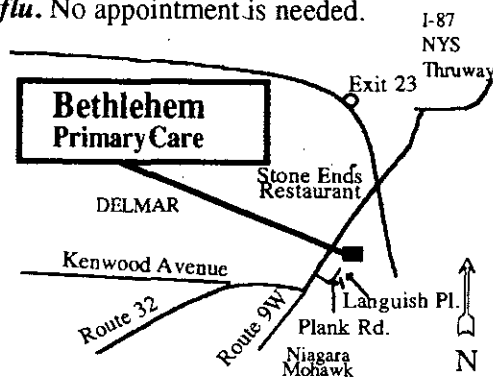 flu. No appointment is needed.
I-87
NYS
Thruway
Exit 23
Bethlehem
Primary Care
Stone Ends
Restaurant
DELMAR
Kenwood Avenue
Route 32
Route 9W
Languish Pl.
Plank Rd.
Niagara
Mohawk
N